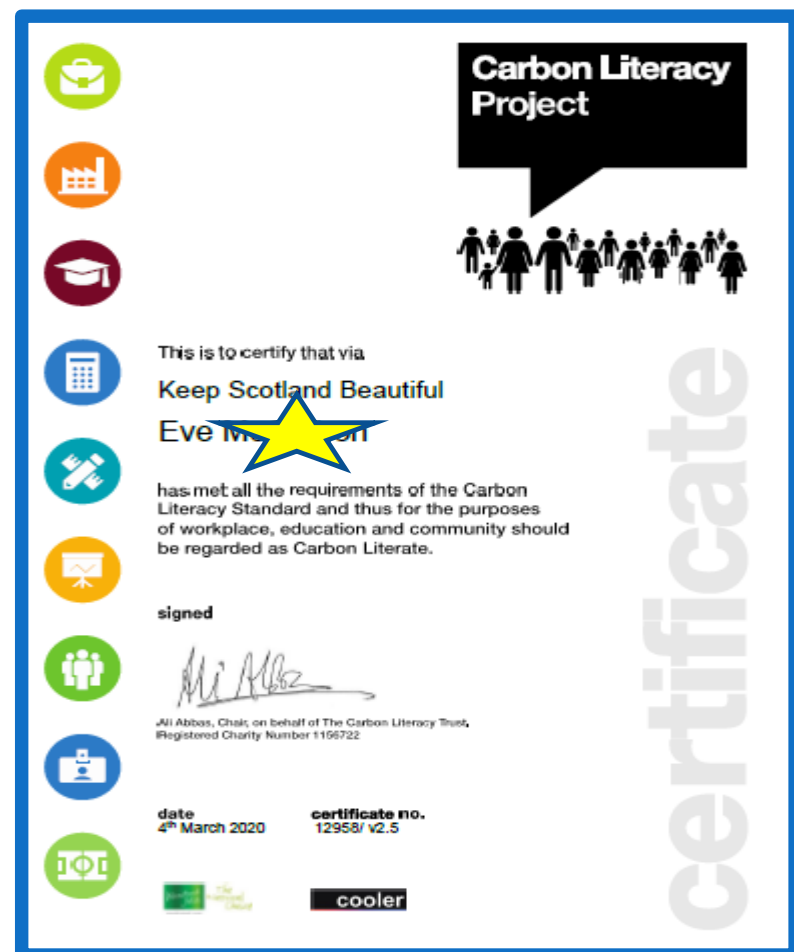 Carbon Literacy
Project
This is to certify that via
Keep Scotland Beautiful
Eve
has met all the requirements of the Carbon
Literacy Standard and thus for the purposes
of workplace, education and community should
be regarded as Carbon Literate.
signed
Ali Abbas, Chair, on behalf of The Carbon Literacy Trust,
Registered Charity Number 1156722
date
certificate no.
4th March 2020
12958/ v2.5
cooler
certificate